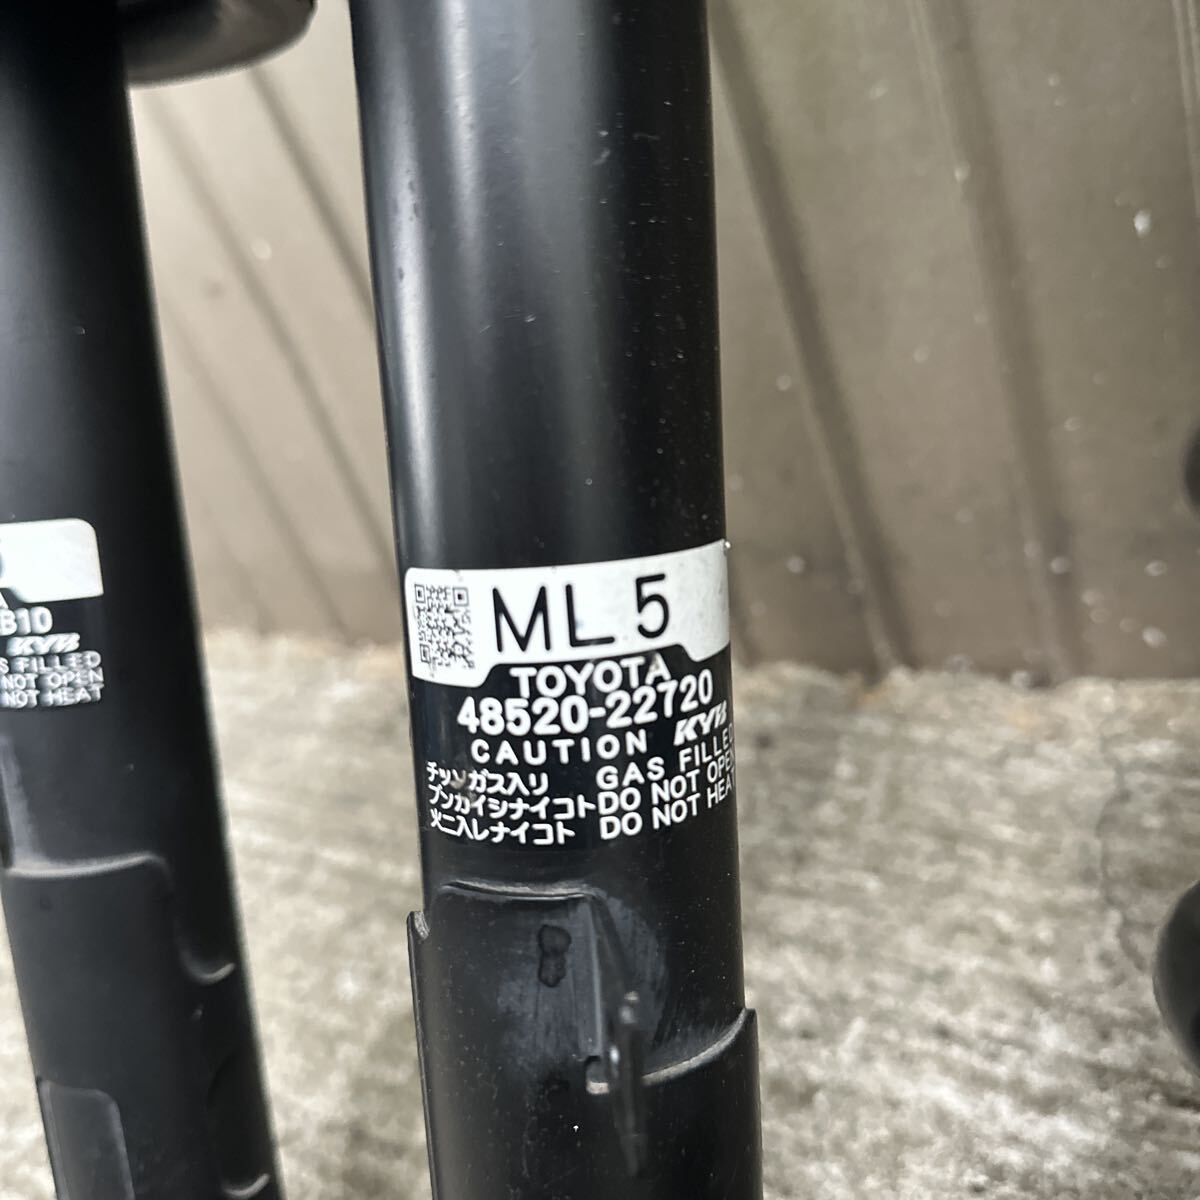 ML 5
TOYOTA
48520-22720
CAUTION KYB
チッソガス入リ GAS FILLED
ブンカイシナイコト DO NOT OPEN
火ニ入レナイコト DO NOT HEAT
B10
KYB
S FILLED
NOT OPEN
NOT HEAT